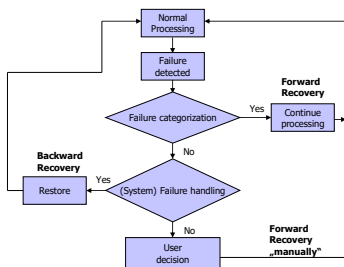 Normal
Processing
Failure
detected
Forward
Recovery
Failure categorization
Yes
Continue
processing
No
Backward
Recovery
Yes
Restore
(System) Failure handling
No
Forward
Recovery
„manually“
User
decision